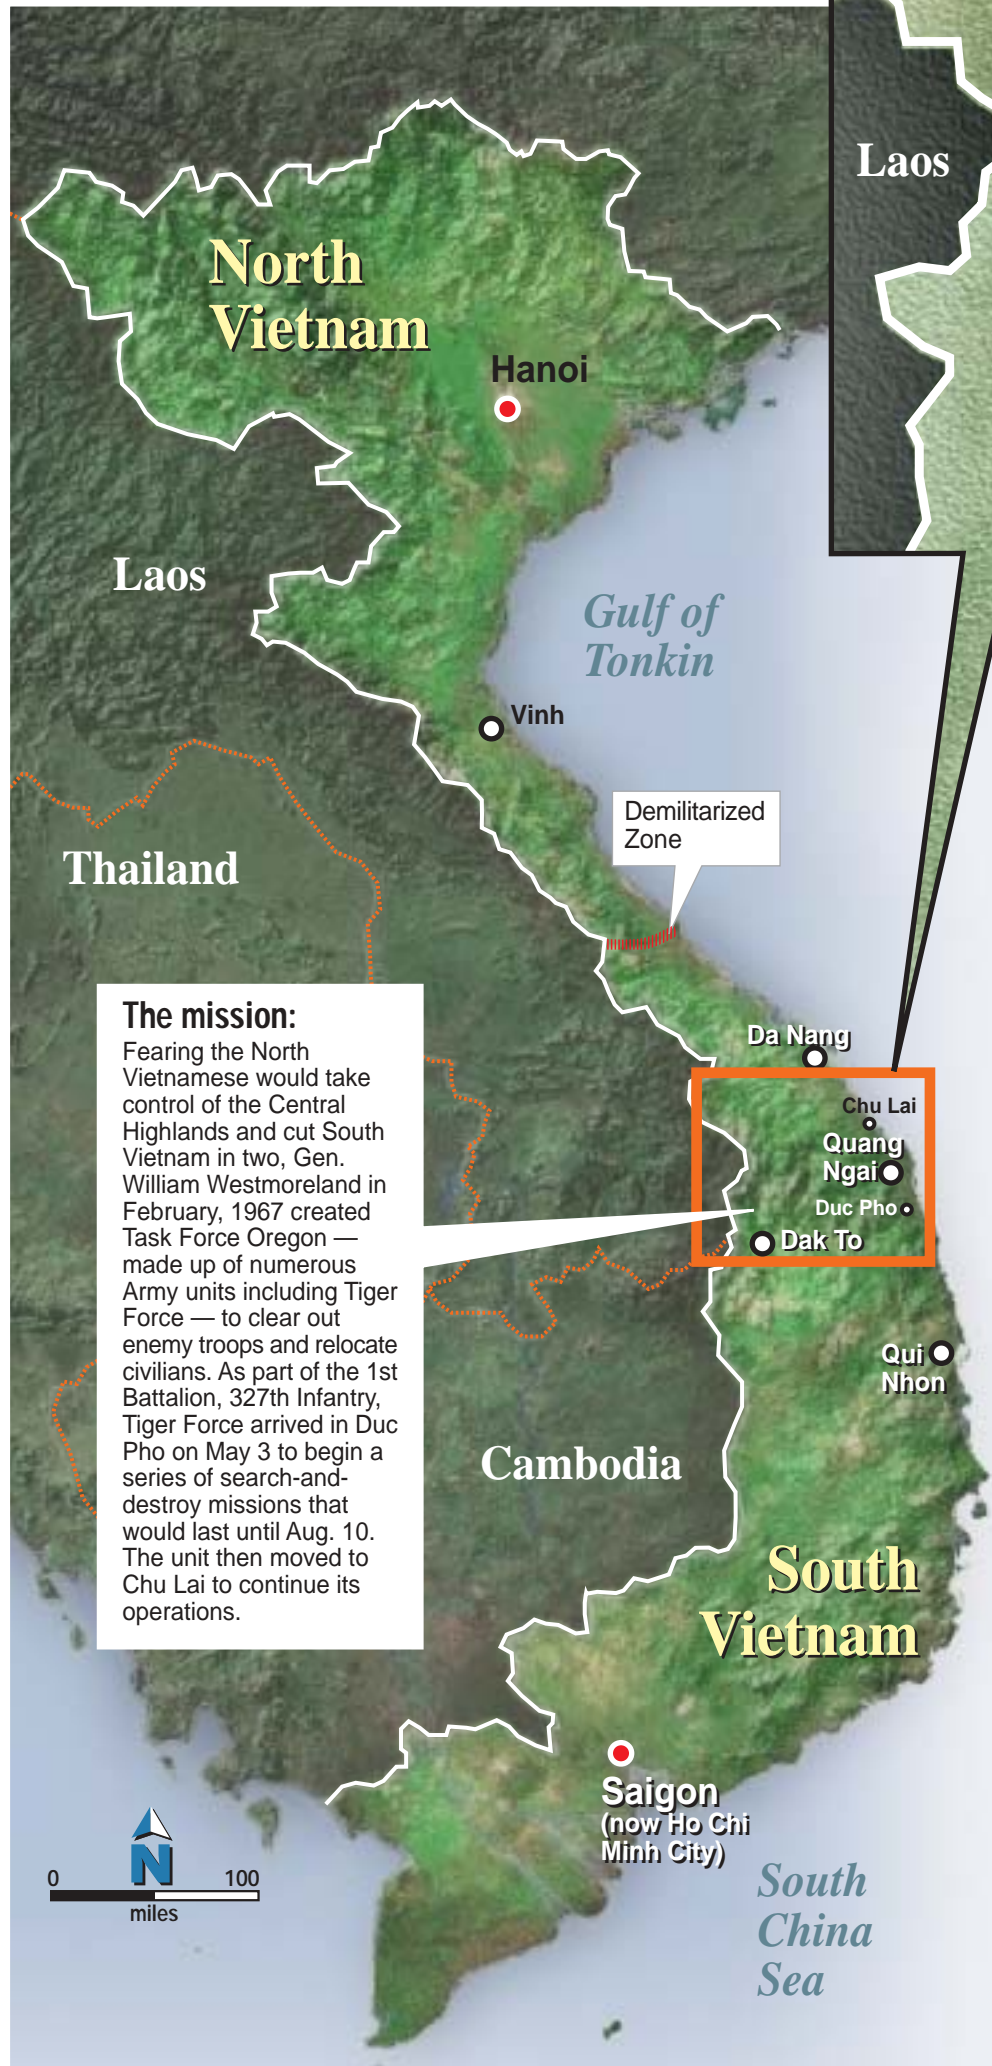 Laos
North
Vietnam
Hanoi
Laos
Gulf of
Tonkin
Vinh
Demilitarized
Zone
Thailand
The mission:
Fearing the North
Vietnamese would take
control of the Central
Highlands and cut South
Vietnam in two, Gen.
William Westmoreland in
February, 1967 created
Task Force Oregon —
made up of numerous
Army units including Tiger
Force — to clear out
enemy troops and relocate
civilians. As part of the 1st
Battalion, 327th Infantry,
Tiger Force arrived in Duc
Pho on May 3 to begin a
series of search-and-
destroy missions that
would last until Aug. 10.
The unit then moved to
Chu Lai to continue its
operations.
Da Nang
Chu Lai
Quang
Ngai
Duc Pho
Dak To
Qui
Nhon
Cambodia
South
Vietnam
Saigon
(now Ho Chi
Minh City)
South
China
Sea
N
0 100
miles